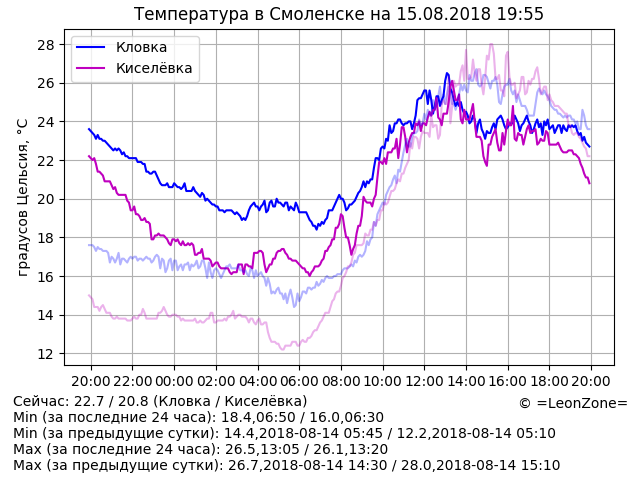 Температура в Смоленске на 15.08.2018 19:55
Кловка
Киселёвка
градусов Цельсия, °C
28
26
24
22
20
18
16
14
12
20:00 22:00 00:00 02:00 04:00 06:00 08:00 10:00 12:00 14:00 16:00 18:00 20:00
Сейчас: 22.7 / 20.8 (Кловка / Киселёвка)
© =LeonZone=
Min (за последние 24 часа): 18.4,06:50 / 16.0,06:30
Min (за предыдущие сутки): 14.4,2018-08-14 05:45 / 12.2,2018-08-14 05:10
Max (за последние 24 часа): 26.5,13:05 / 26.1,13:20
Max (за предыдущие сутки): 26.7,2018-08-14 14:30 / 28.0,2018-08-14 15:10